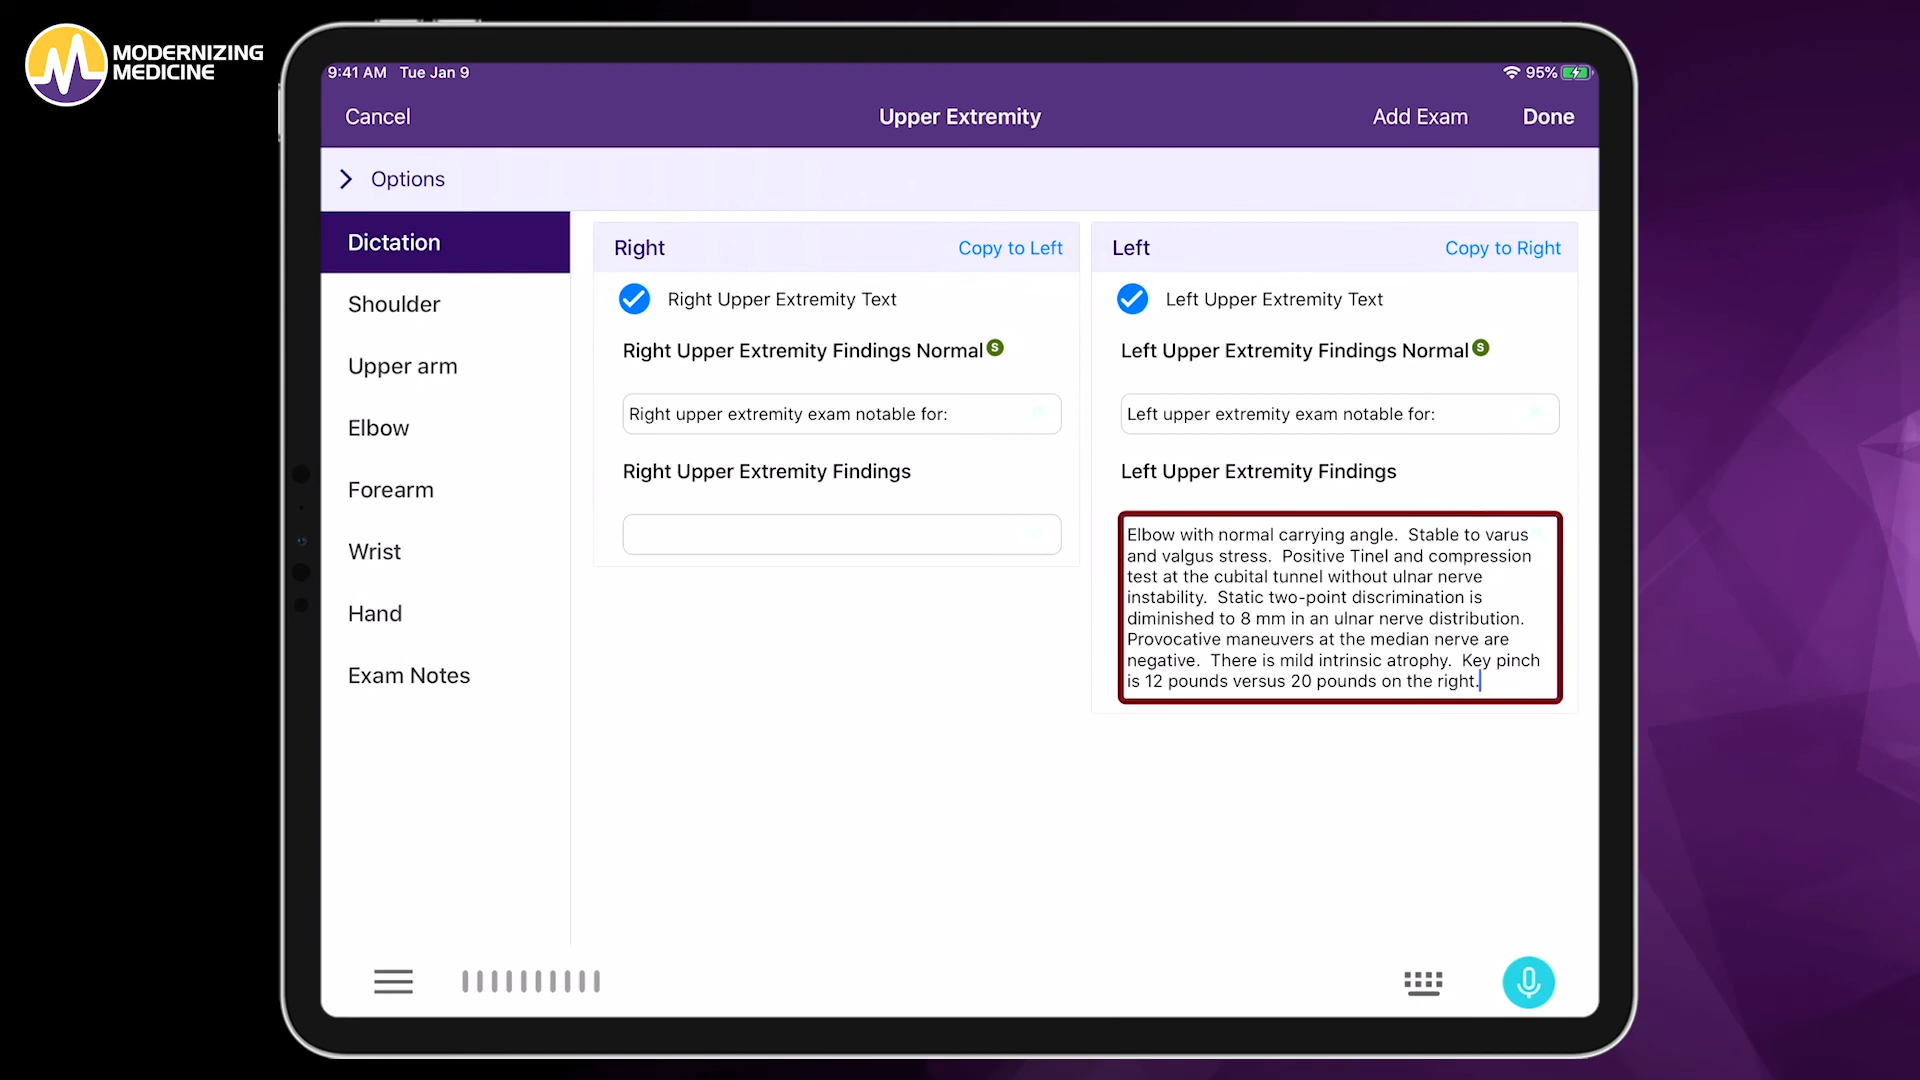 MODERNIZING
MEDICINE
9:41 AM Tue Jan 9
95%
Cancel
Upper Extremity
Add Exam
Done
Options
Dictation
Shoulder
Upper arm
Elbow
Forearm
Wrist
Hand
Exam Notes
Right
Copy to Left
Right Upper Extremity Text
Right Upper Extremity Findings Normal S
Right upper extremity exam notable for:
Right Upper Extremity Findings
Left
Copy to Right
Left Upper Extremity Text
Left Upper Extremity Findings Normal S
Left upper extremity exam notable for:
Left Upper Extremity Findings
Elbow with normal carrying angle.  Stable to varus
and valgus stress.  Positive Tinel and compression
test at the cubital tunnel without ulnar nerve
instability.  Static two-point discrimination is
diminished to 8 mm in an ulnar nerve distribution.
Provocative maneuvers at the median nerve are
negative.  There is mild intrinsic atrophy.  Key pinch
is 12 pounds versus 20 pounds on the right.